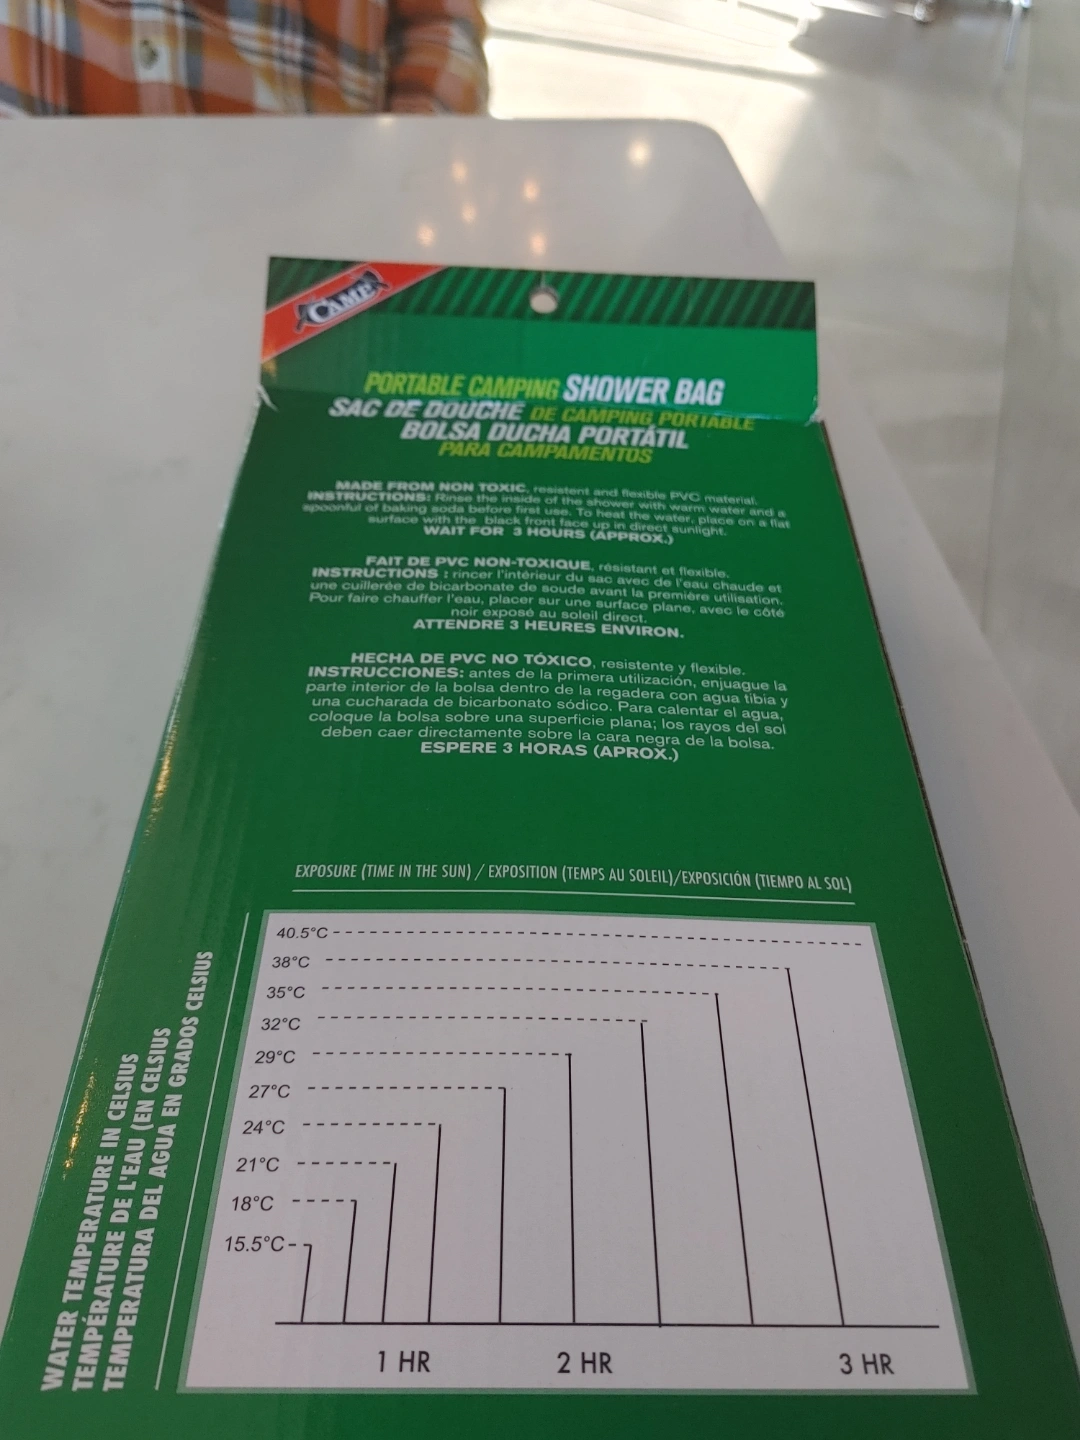 CAMP
PORTABLE CAMPING SHOWER BAG
SAC DE DOUCHE DE CAMPING PORTABLE
BOLSA DUCHA PORTÁTIL
PARA CAMPAMENTOS
MADE FROM NON TOXIC, resistent and flexible PVC material.
INSTRUCTIONS: Rinse the inside of the shower with warm water and a
spoonful of baking soda before first use. To heat the water, place on a flat
surface with the black front face up in direct sunlight.
WAIT FOR 3 HOURS (APPROX.)
FAIT DE PVC NON-TOXIQUE, résistant et flexible.
INSTRUCTIONS : rincer l'intérieur du sac avec de l'eau chaude et
une cuillerée de bicarbonate de soude avant la première utilisation.
Pour faire chauffer l'eau, placer sur une surface plane, avec le côté
noir exposé au soleil direct.
ATTENDRE 3 HEURES ENVIRON.
HECHA DE PVC NO TÓXICO, resistente y flexible.
INSTRUCCIONES: antes de la primera utilización, enjuague la
parte interior de la bolsa dentro de la regadera con agua tibia y
una cucharada de bicarbonato sódico. Para calentar el agua,
coloque la bolsa sobre una superficie plana; los rayos del sol
deben caer directamente sobre la cara negra de la bolsa.
ESPERE 3 HORAS (APROX.)
EXPOSURE (TIME IN THE SUN) / EXPOSITION (TEMPS AU SOLEIL)/EXPOSICIÓN (TIEMPO AL SOL)
WATER TEMPERATURE IN CELSIUS
TEMPÉRATURE DE L'EAU (EN CELSIUS
TEMPERATURA DEL AGUA EN GRADOS CELSIUS
40.5°C
38°C
35°C
32°C
29°C
27°C
24°C
21°C
18°C
15.5°C
1 HR 2 HR 3 HR